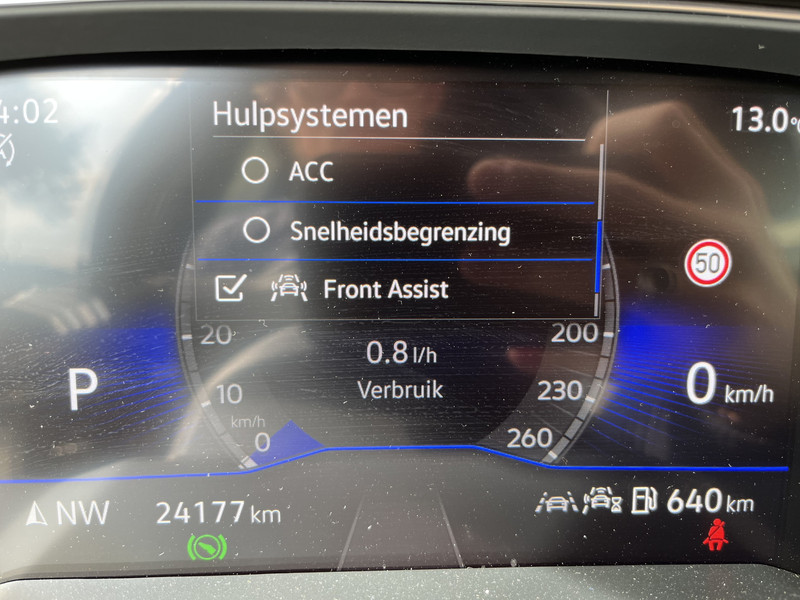 4:02
Hulpsystemen
13.0°C
ACC
Snelheidsbegrenzing
50
Front Assist
20
200
0.8 l/h
P
10
Verbruik
230
0 km/h
km/h
0
260
NW
24177 km
640 km